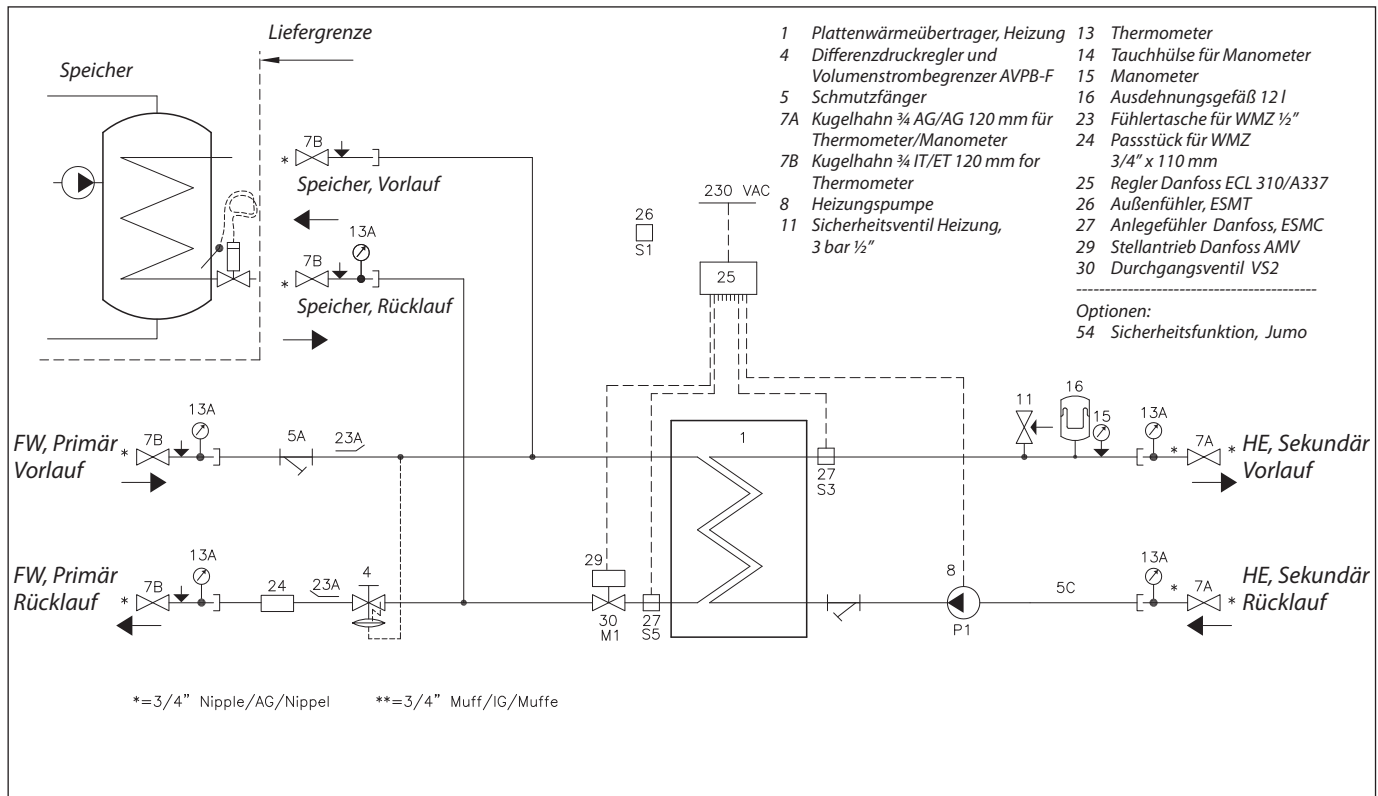 Liefergrenze
Speicher
7B
*
Speicher, Vorlauf
13A
7B
*
Speicher, Rücklauf
1 Plattenwärmeübertrager, Heizung
4 Differenzdruckregler und
Volumenstrombegrenzer AVPB-F
5 Schmutzfänger
7A Kugelhahn ¾ AG/AG 120 mm für
Thermometer/Manometer
7B Kugelhahn ¾ IT/ET 120 mm for
Thermometer
8 Heizungspumpe
11 Sicherheitsventil Heizung,
3 bar ½”
13 Thermometer
14 Tauchhülse für Manometer
15 Manometer
16 Ausdehnungsgefäß 12 l
23 Fühlertasche für WMZ ½”
24 Passstück für WMZ
3/4” x 110 mm
25 Regler Danfoss ECL 310/A337
26 Außenfühler, ESMT
27 Anlegefühler Danfoss, ESMC
29 Stellantrieb Danfoss AMV
30 Durchgangsventil VS2
Optionen:
54 Sicherheitsfunktion, Jumo
230 VAC
26
S1
25
FW, Primär
Vorlauf
*
7B
13A
5A
23A
1
27
S3
11
16
15
13A
*
7A
*
HE, Sekundär
Vorlauf
FW, Primär
Rücklauf
*
7B
13A
24
23A
4
29
30
M1
27
S5
8
P1
5C
13A
*
7A
*
HE, Sekundär
Rücklauf
*=3/4” Nipple/AG/Nippel **=3/4” Muff/IG/Muffe